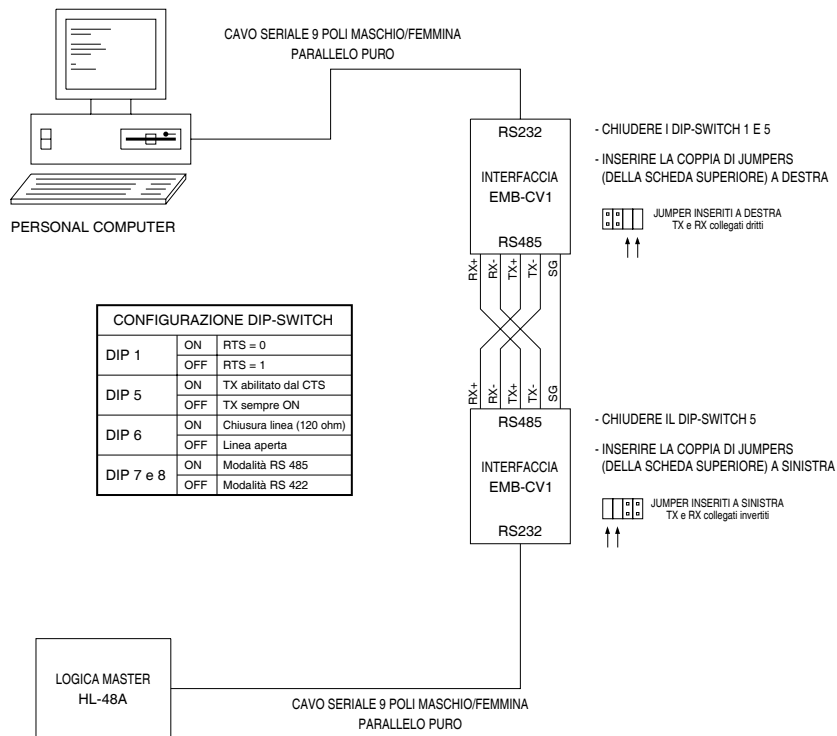 CAVO SERIALE 9 POLI MASCHIO/FEMMINA
PARALLELO PURO
PERSONAL COMPUTER
RS232
INTERFACCIA
EMB-CV1
RS485
- CHIUDERE I DIP-SWITCH 1 E 5
- INSERIRE LA COPPIA DI JUMPERS
(DELLA SCHEDA SUPERIORE) A DESTRA
JUMPER INSERITI A DESTRA
TX e RX collegati dritti
RX+ RX- TX+ TX- SG
CONFIGURAZIONE DIP-SWITCH
DIP 1 ON RTS = 0
OFF RTS = 1
DIP 5 ON TX abilitato dal CTS
OFF TX sempre ON
DIP 6 ON Chiusura linea (120 ohm)
OFF Linea aperta
DIP 7 e 8 ON Modalità RS 485
OFF Modalità RS 422
RX+ RX- TX+ TX- SG
RS485
INTERFACCIA
EMB-CV1
RS232
- CHIUDERE IL DIP-SWITCH 5
- INSERIRE LA COPPIA DI JUMPERS
(DELLA SCHEDA SUPERIORE) A SINISTRA
JUMPER INSERITI A SINISTRA
TX e RX collegati invertiti
LOGICA MASTER
HL-48A
CAVO SERIALE 9 POLI MASCHIO/FEMMINA
PARALLELO PURO